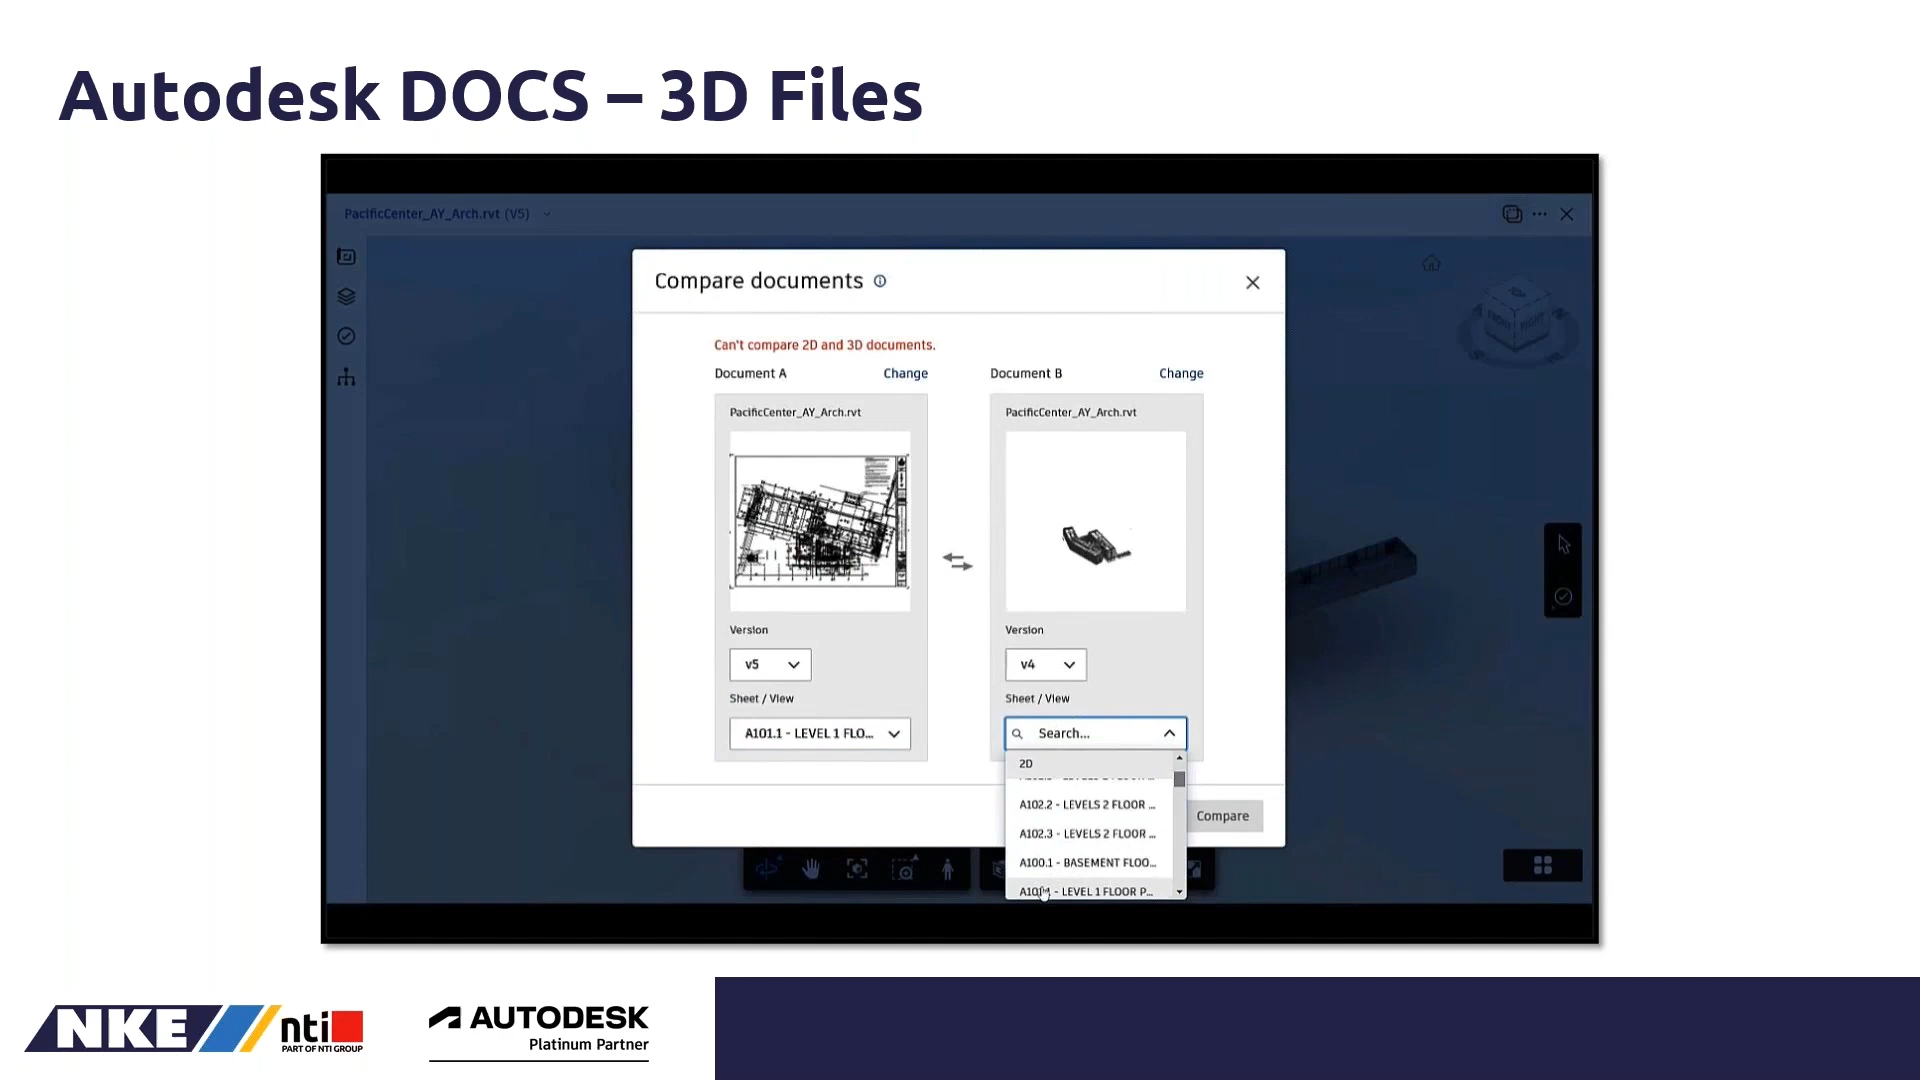 Autodesk DOCS – 3D Files
PacificCenter_AY_Arch.rvt (V5)
FRONT RIGHT
Compare documents
Can't compare 2D and 3D documents.
Document A Change
Document B Change
PacificCenter_AY_Arch.rvt
PacificCenter_AY_Arch.rvt
Version
Version
v5
v4
Sheet / View
Sheet / View
A101.1 - LEVEL 1 FLO...
Search...
2D
A102.2 - LEVELS 2 FLOOR ...
A102.3 - LEVELS 2 FLOOR ...
A100.1 - BASEMENT FLOO...
- LEVEL 1 FLOOR P...
Compare
NKE nti
PART OF NTI GROUP
AUTODESK
Platinum Partner